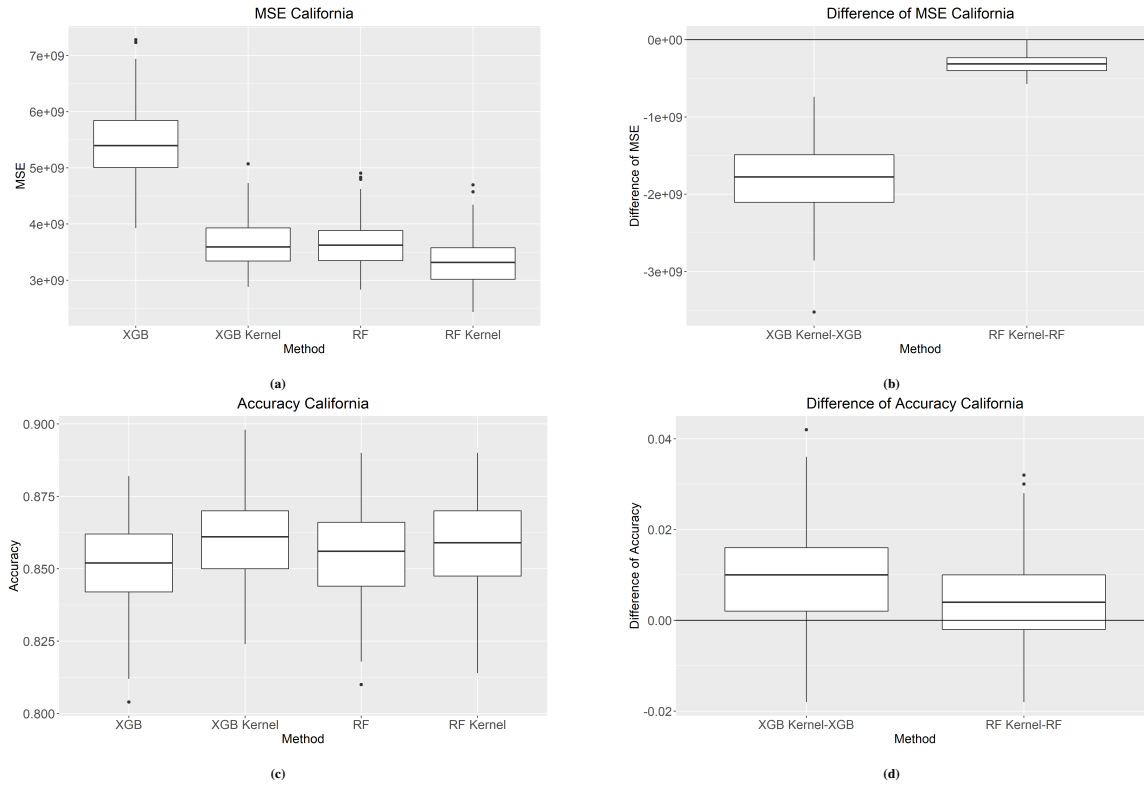 MSE California
7e+09
6e+09
5e+09
4e+09
3e+09
MSE
XGB XGB Kernel RF RF Kernel
Method
(a)
Difference of MSE California
0e+00
-1e+09
-2e+09
-3e+09
Difference of MSE
XGB Kernel-XGB RF Kernel-RF
Method
(b)
Accuracy California
0.900
0.875
0.850
0.825
0.800
Accuracy
XGB XGB Kernel RF RF Kernel
Method
(c)
Difference of Accuracy California
0.04
0.02
0.00
-0.02
Difference of Accuracy
XGB Kernel-XGB RF Kernel-RF
Method
(d)